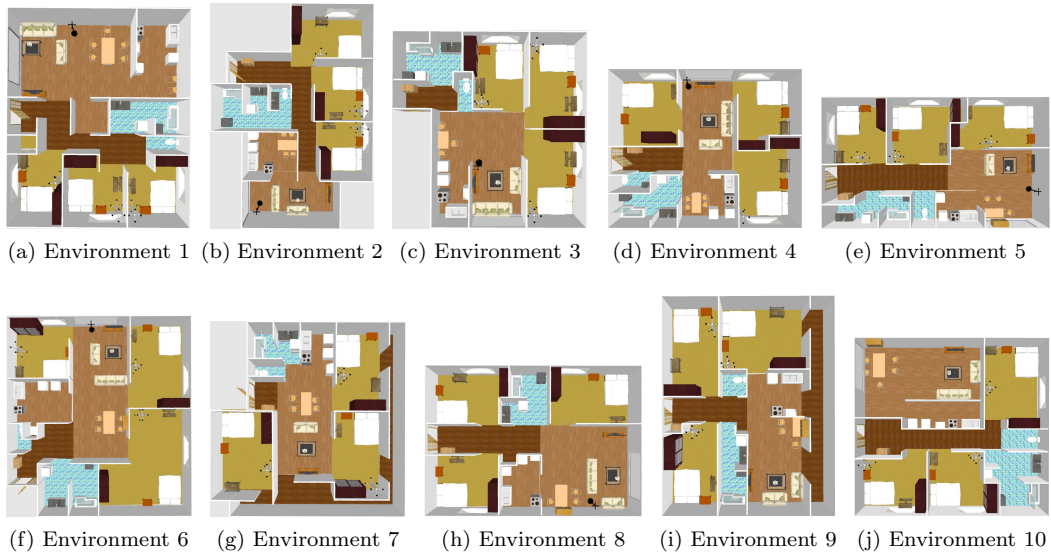 (a) Environment 1
(b) Environment 2
(c) Environment 3
(d) Environment 4
(e) Environment 5
(f) Environment 6
(g) Environment 7
(h) Environment 8
(i) Environment 9
(j) Environment 10